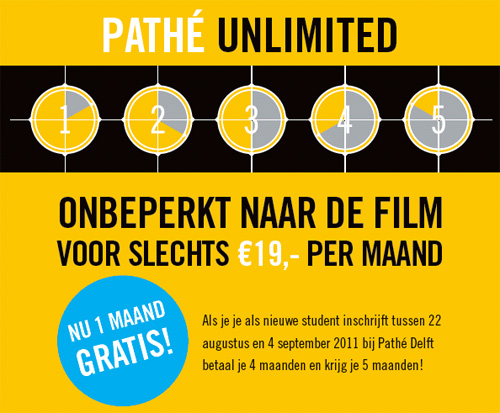 PATHÉ UNLIMITED
1 2 3 4 5
ONBEPERKT NAAR DE FILM
VOOR SLECHTS €19,- PER MAAND
NU 1 MAAND
GRATIS!
Als je je als nieuwe student inschrijft tussen 22
augustus en 4 september 2011 bij Pathé Delft
betaal je 4 maanden en krijg je 5 maanden!